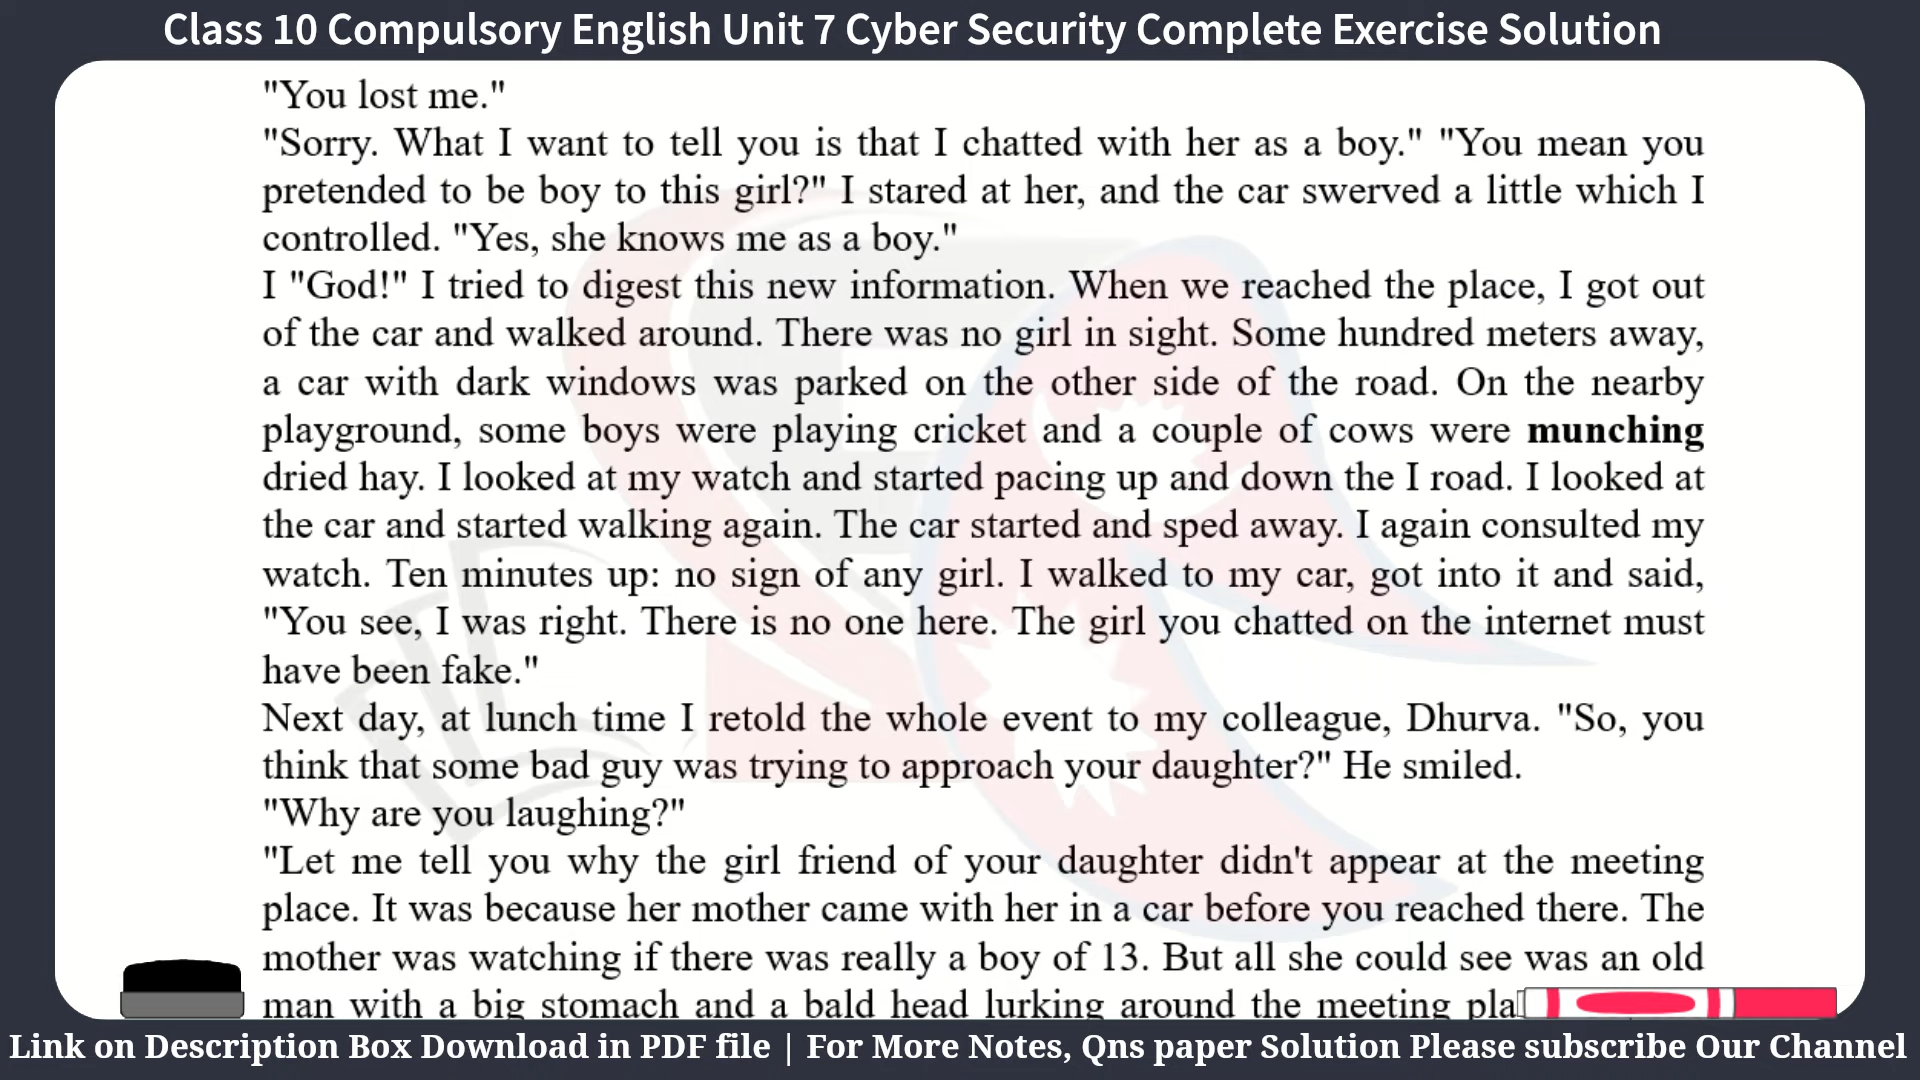 Class 10 Compulsory English Unit 7 Cyber Security Complete Exercise Solution
"You lost me."
"Sorry. What I want to tell you is that I chatted with her as a boy." "You mean you
pretended to be boy to this girl?" I stared at her, and the car swerved a little which I
controlled. "Yes, she knows me as a boy."
I "God!" I tried to digest this new information. When we reached the place, I got out
of the car and walked around. There was no girl in sight. Some hundred meters away,
a car with dark windows was parked on the other side of the road. On the nearby
playground, some boys were playing cricket and a couple of cows were munching
dried hay. I looked at my watch and started pacing up and down the I road. I looked at
the car and started walking again. The car started and sped away. I again consulted my
watch. Ten minutes up: no sign of any girl. I walked to my car, got into it and said,
"You see, I was right. There is no one here. The girl you chatted on the internet must
have been fake."
Next day, at lunch time I retold the whole event to my colleague, Dhurva. "So, you
think that some bad guy was trying to approach your daughter?" He smiled.
"Why are you laughing?"
"Let me tell you why the girl friend of your daughter didn't appear at the meeting
place. It was because her mother came with her in a car before you reached there. The
mother was watching if there was really a boy of 13. But all she could see was an old
man with a big stomach and a bald head lurking around the meeting pla
Link on Description Box Download in PDF file | For More Notes, Qns paper Solution Please subscribe Our Channel